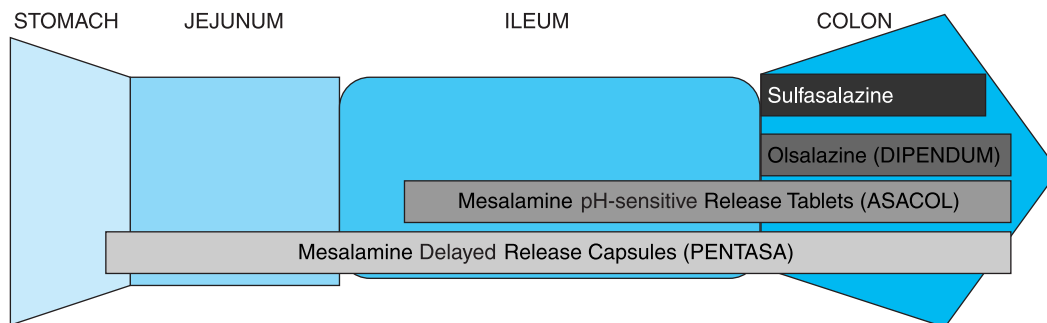 STOMACH JEJUNUM ILEUM COLON
Sulfasalazine
Olsalazine (DIPENDUM)
Mesalamine pH-sensitive Release Tablets (ASACOL)
Mesalamine Delayed Release Capsules (PENTASA)